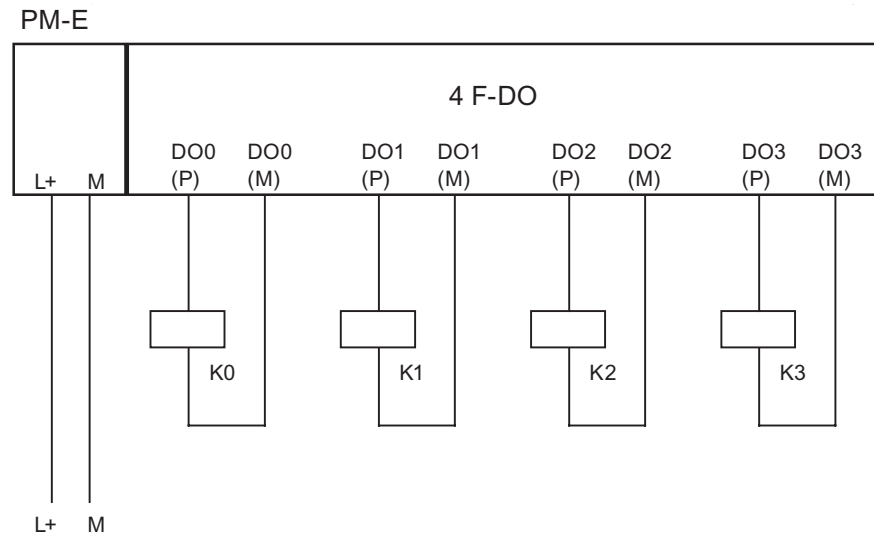 PM-E
4 F-DO
DO0 DO0 DO1 DO1 DO2 DO2 DO3 DO3
L+ M (P) (M) (P) (M) (P) (M) (P) (M)
K0 K1 K2 K3
L+ M